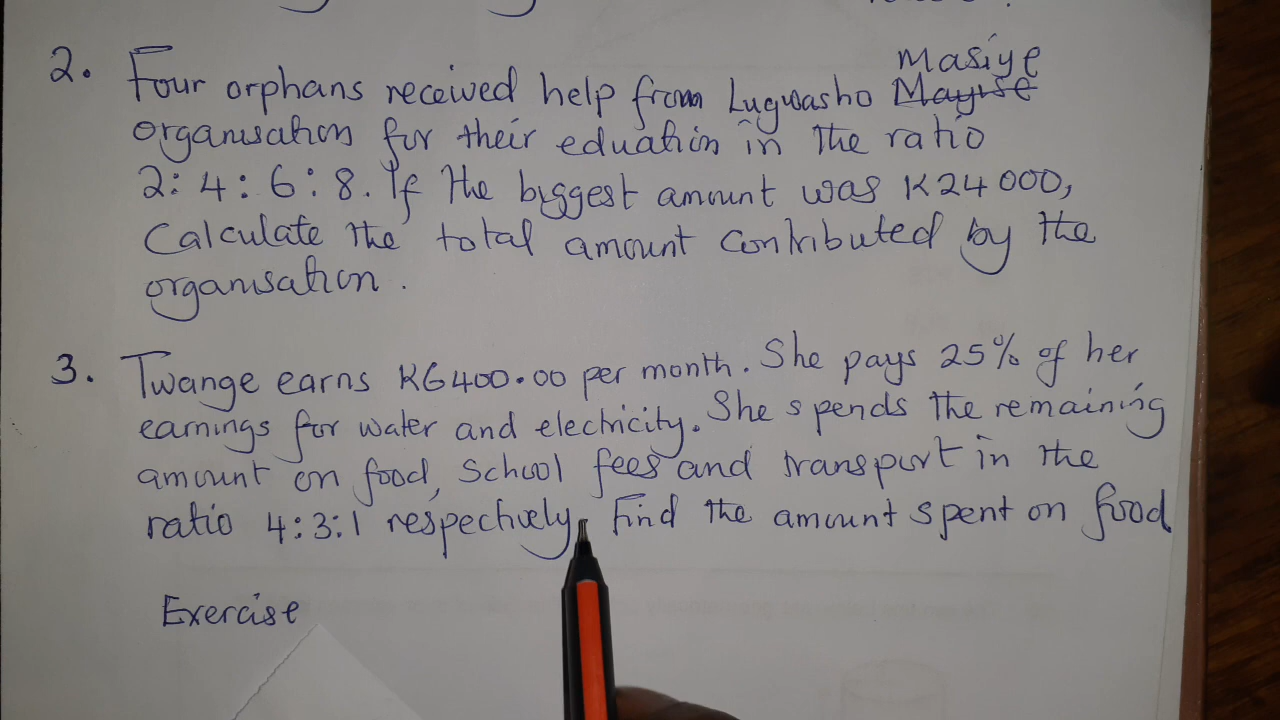 Masiye
2. Four orphans received help from Lugwasho Mayise
organisation for their eduation in the ratio
2:4:6:8. If the biggest amount was K24 000,
Calculate the total amount contributed by the
organisation.
3. Twange earns K6400.00 per month. She pays 25% of her
earnings for water and electricity. She spends the remaining
amount on food, School fees and transport in the
ratio 4:3:1 respectively. Find the amount spent on food
Exercise